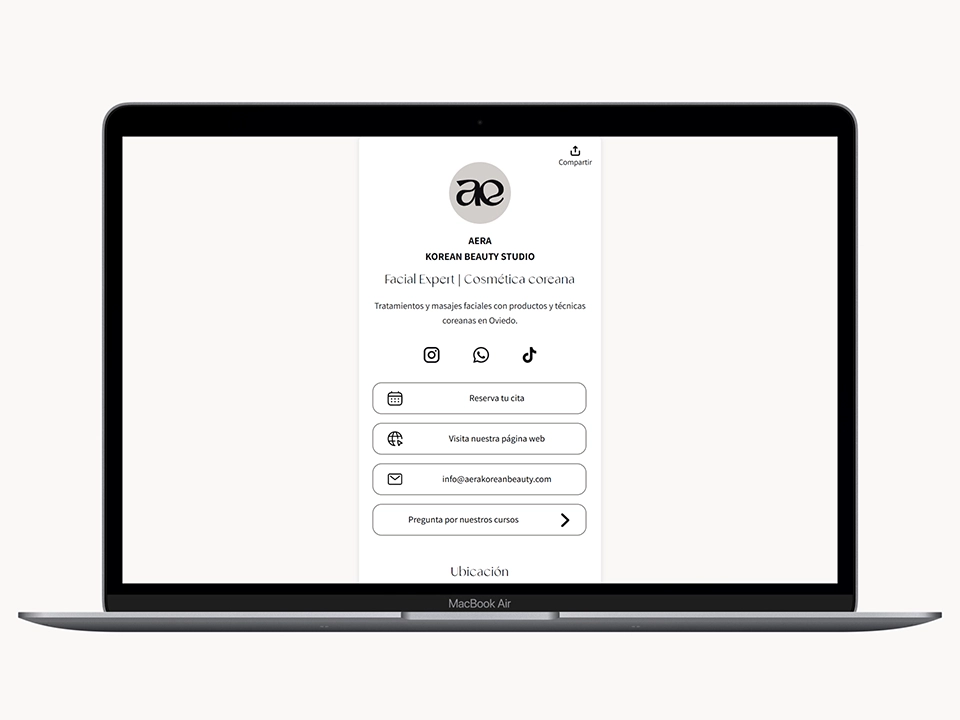 Compartir
ae
AERA
KOREAN BEAUTY STUDIO
Facial Expert | Cosmética coreana
Tratamientos y masajes faciales con productos y técnicas
coreanas en Oviedo.
Reserva tu cita
Visita nuestra página web
info@aerakoreanbeauty.com
Pregunta por nuestros cursos
Ubicación
MacBook Air